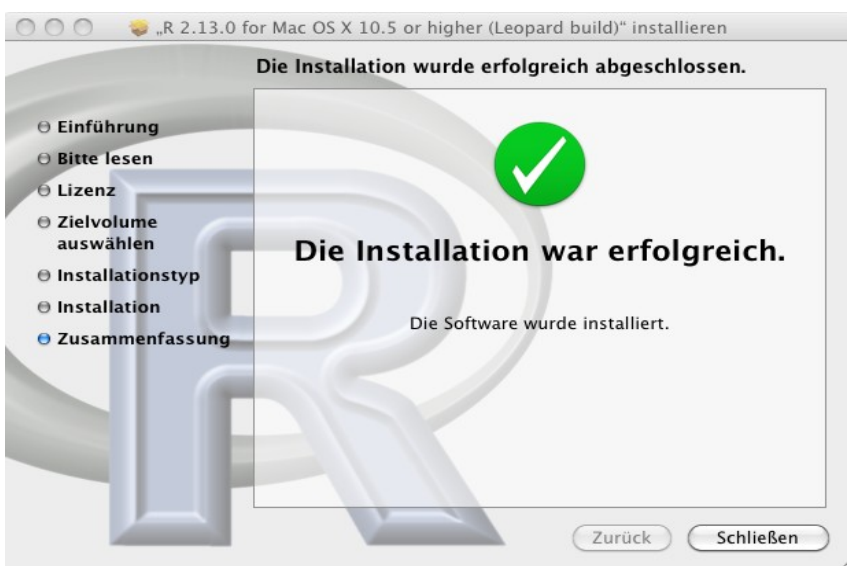 „R 2.13.0 for Mac OS X 10.5 or higher (Leopard build)“ installieren
Die Installation wurde erfolgreich abgeschlossen.
Einführung
Bitte lesen
Lizenz
Zielvolume
auswählen
Installationstyp
Installation
Zusammenfassung
Die Installation war erfolgreich.
Die Software wurde installiert.
R
Zurück
Schließen